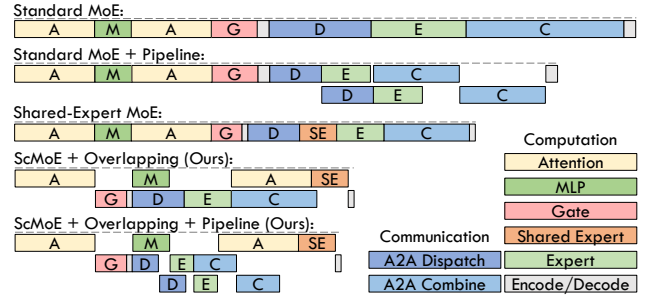 Standard MoE:
A M A G D E C
Standard MoE + Pipeline:
A M A G D E C
D E C
Shared-Expert MoE:
A M A G D SE E C
ScMoE + Overlapping (Ours):
A M A SE
G D E C
ScMoE + Overlapping + Pipeline (Ours):
A M A SE
G D E C
D E C
Computation
Attention
MLP
Gate
Communication
Shared Expert
A2A Dispatch
Expert
A2A Combine
Encode/Decode